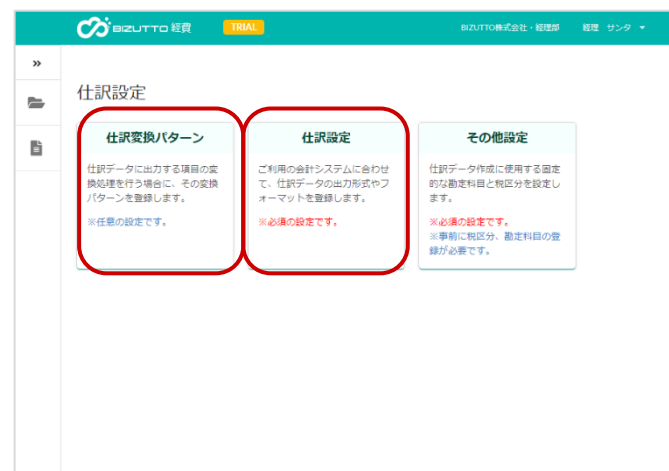 BIZUTTO経費 TRIAL BIZUTTO株式会社・経理部 経理 サンタ
仕訳設定
仕訳変換パターン
仕訳データに出力する項目の変
換処理を行う場合に、その変換
パターンを登録します。
※任意の設定です。
仕訳設定
ご利用の会計システムに合わせ
て、仕訳データの出力形式やフ
ォーマットを登録します。
※必須の設定です。
その他設定
仕訳データ作成に使用する固定
的な勘定科目と税区分を設定し
ます。
※必須の設定です。
※事前に税区分、勘定科目の登
録が必要です。